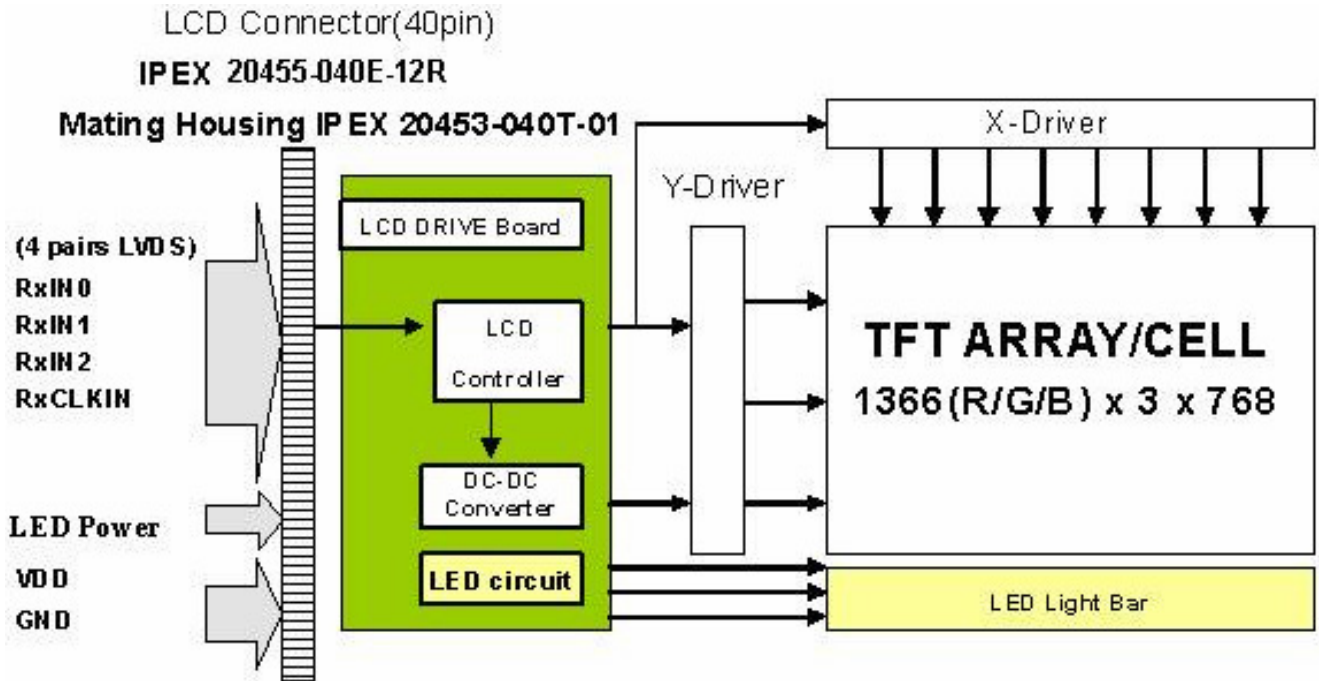 LCD Connector(40pin)
IPEX 20455-040E-12R
Mating Housing IPEX 20453-040T-01
X-Driver
Y-Driver
LCD DRIVE Board
(4 pairs LVDS)
RxIN0
RxIN1
RxIN2
RxCLKIN
LCD
Controller
TFT ARRAY/CELL
1366(R/G/B) x 3 x 768
DC-DC
Converter
LED Power
VDD
GND
LED circuit
LED Light Bar